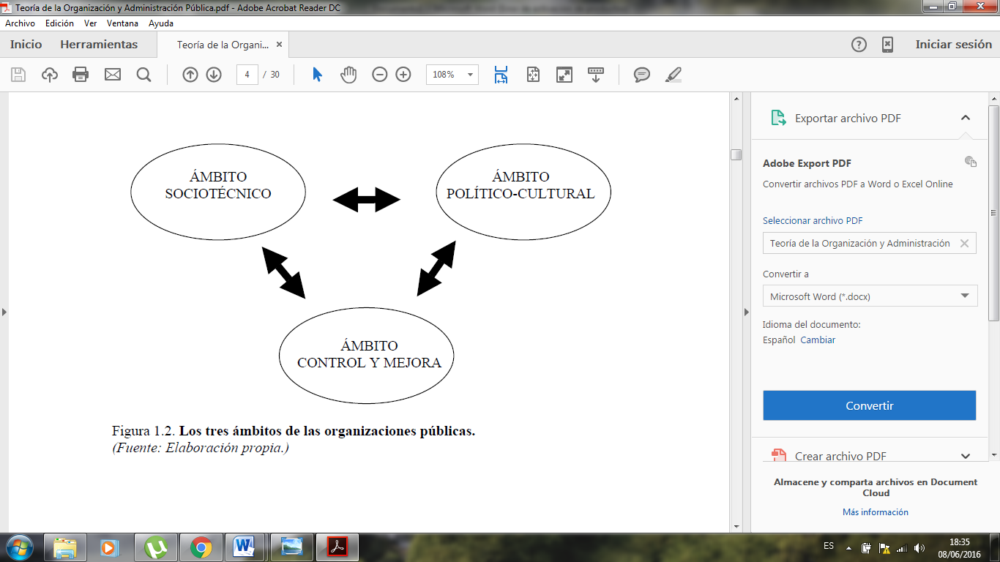 Teoría de la Organización y Administración Pública.pdf - Adobe Acrobat Reader DC
Archivo Edición Ver Ventana Ayuda
Inicio Herramientas Teoría de la Organi... Iniciar sesión
4 / 30 108%
ÁMBITO
SOCIOTÉCNICO
ÁMBITO
POLÍTICO-CULTURAL
ÁMBITO
CONTROL Y MEJORA
Figura 1.2. Los tres ámbitos de las organizaciones públicas.
(Fuente: Elaboración propia.)
Exportar archivo PDF
Adobe Export PDF
Convertir archivos PDF a Word o Excel Online
Seleccionar archivo PDF
Teoría de la Organización y Administración
Convertir a
Microsoft Word (*.docx)
Idioma del documento:
Español Cambiar
Convertir
Crear archivo PDF
Almacene y comparta archivos en Document
Cloud
Más información
ES
18:35
08/06/2016